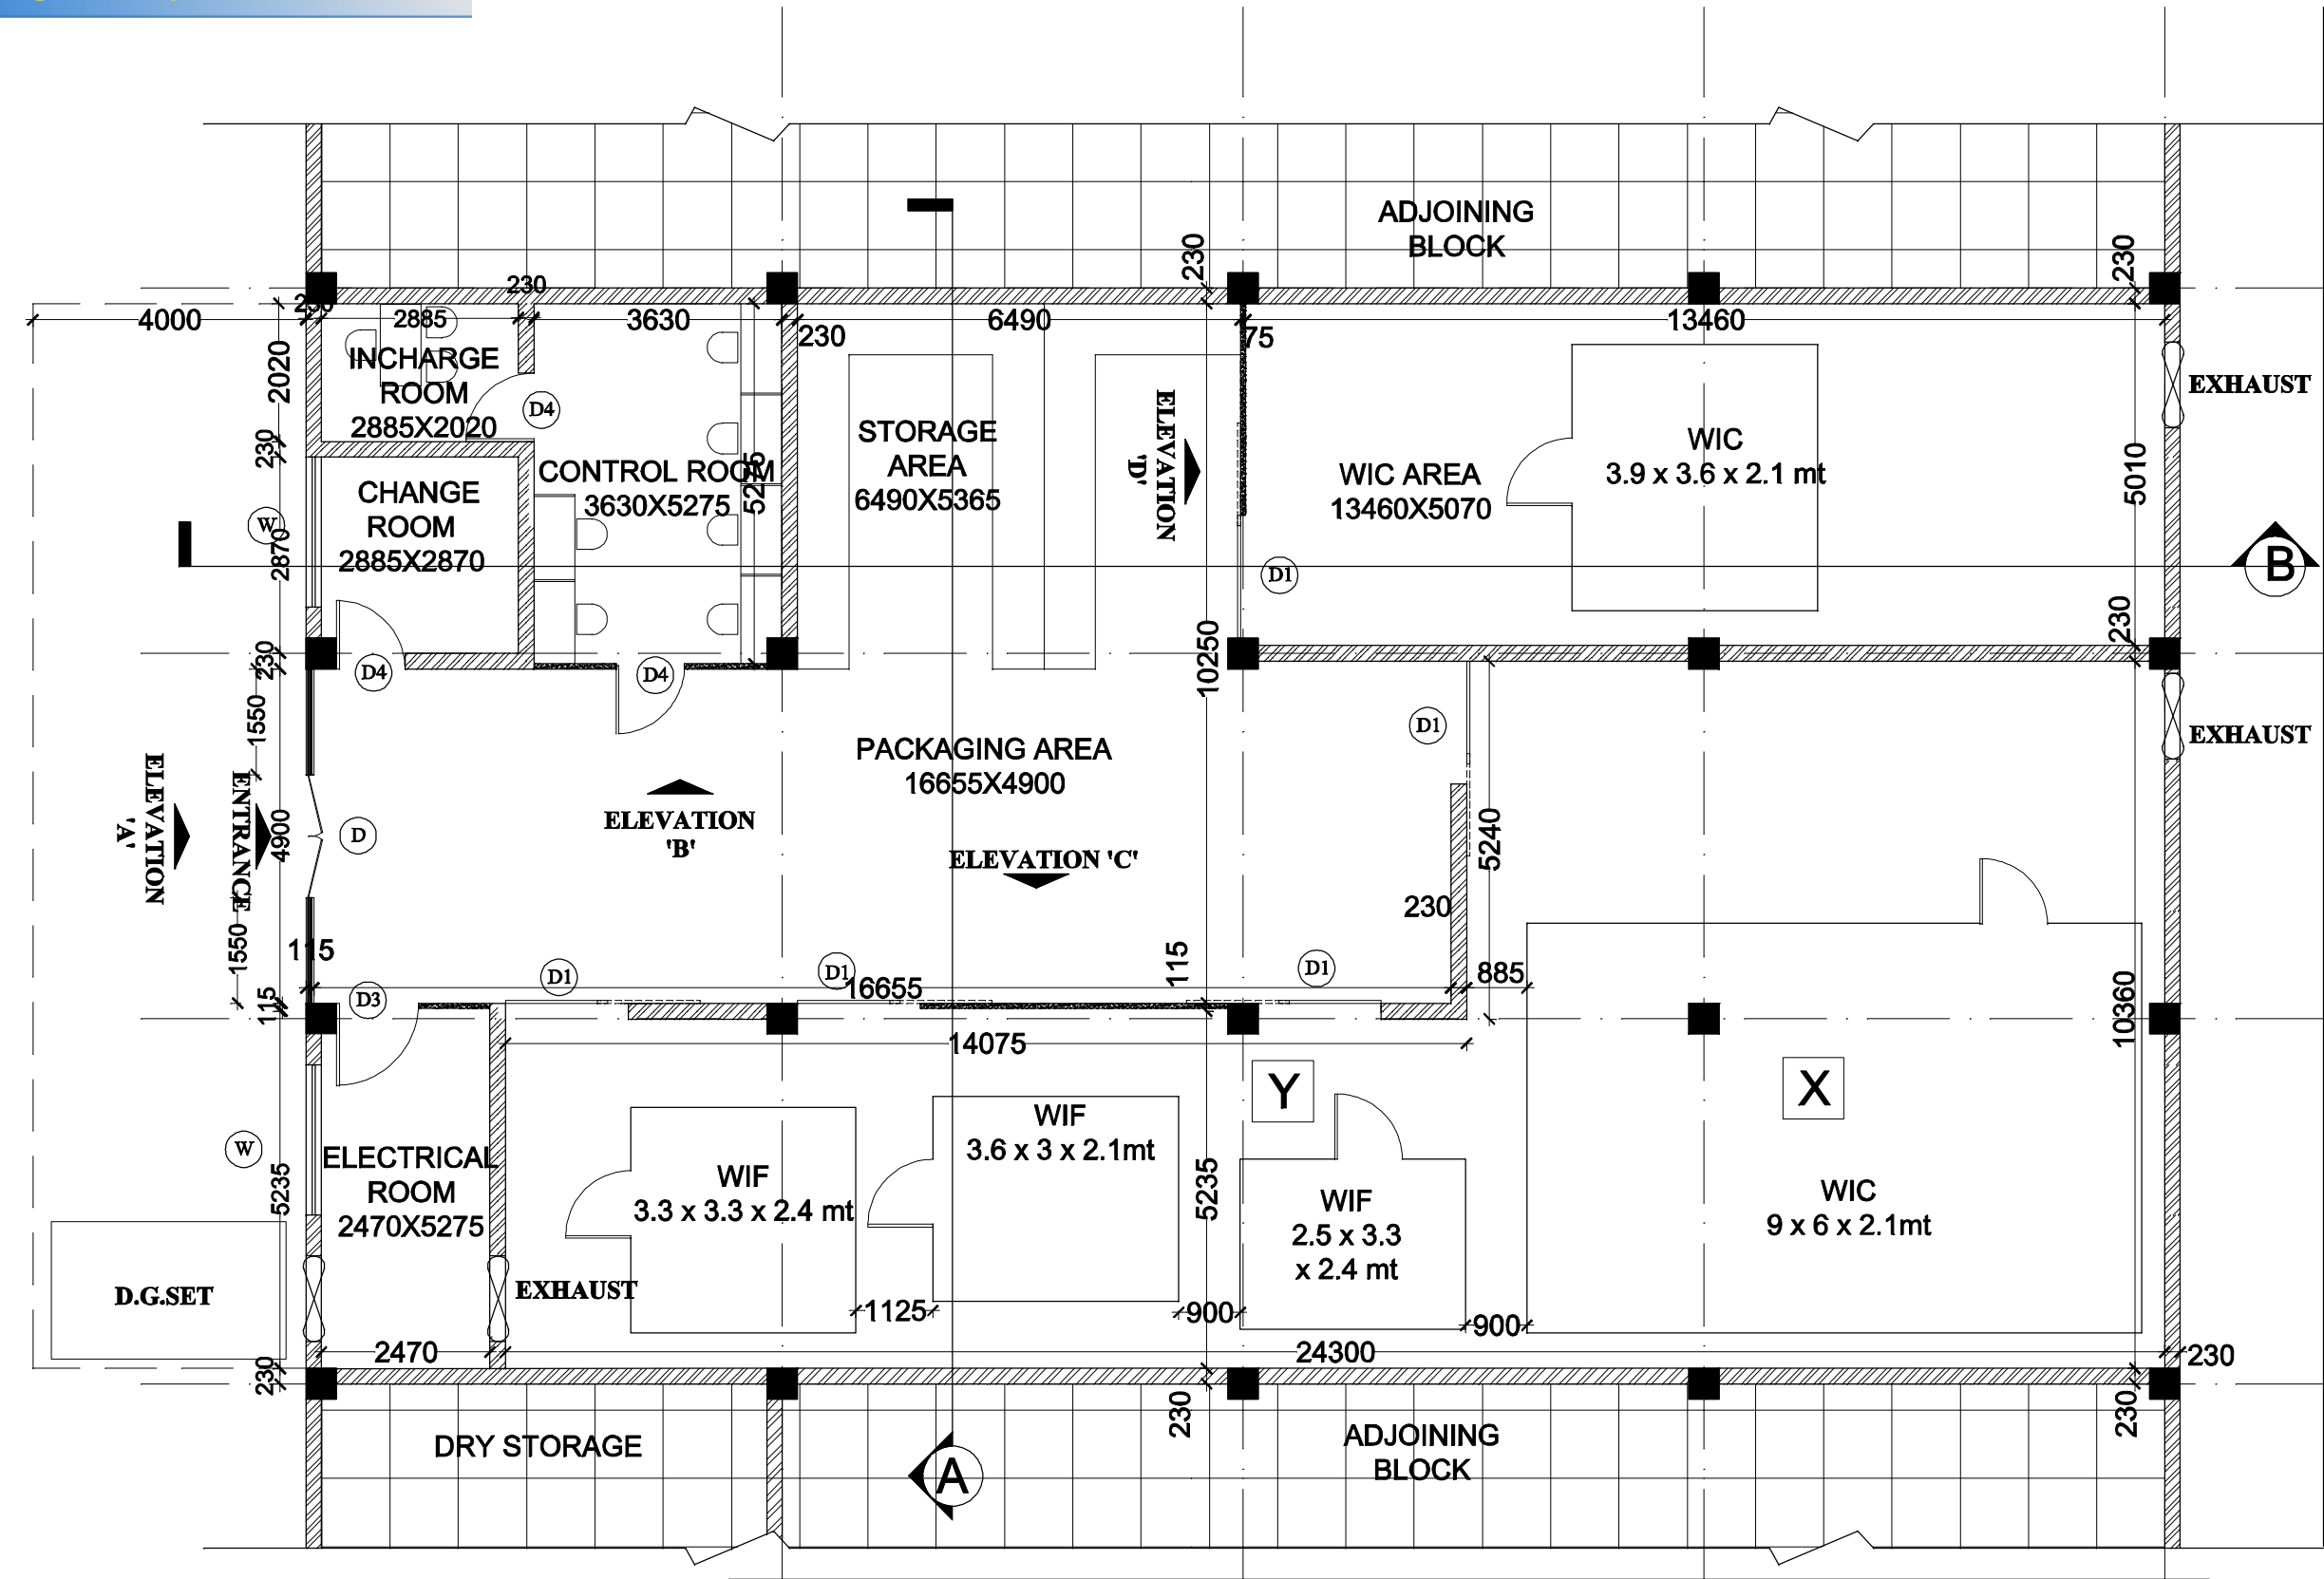 ADJOINING
BLOCK
230
230
230
230
4000
2885
3630
230
6490
75
13460
2020
INCHARGE
ROOM
2885X2020
D4
EXHAUST
STORAGE
AREA
6490X5365
ELEVATION
'D'
WIC
3.9 x 3.6 x 2.1 mt
WIC AREA
13460X5070
230
CONTROL ROOM
3630X5275
5275
5010
CHANGE
ROOM
2885X2870
W
2870
D1
B
230
10250
230
D4
D4
1550
D1
EXHAUST
PACKAGING AREA
16655X4900
ELEVATION
'A'
ENTRANCE
4900
D
ELEVATION
'B'
5240
ELEVATION 'C'
230
1550
115
115
D1
D1
D1
885
16655
115
D3
10360
14075
Y
X
WIF
3.6 x 3 x 2.1mt
ELECTRICAL
ROOM
2470X5275
W
5235
WIF
3.3 x 3.3 x 2.4 mt
5235
WIF
2.5 x 3.3
x 2.4 mt
WIC
9 x 6 x 2.1mt
D.G.SET
EXHAUST
1125
900
900
2470
24300
230
230
230
230
DRY STORAGE
ADJOINING
BLOCK
A